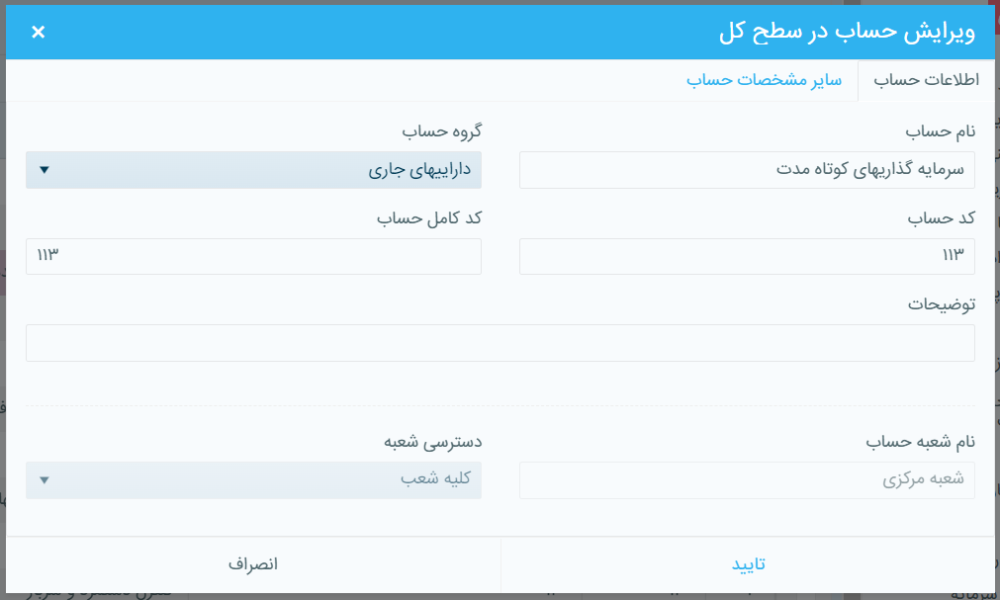 ویرایش حساب در سطح کل
×
اطلاعات حساب
سایر مشخصات حساب
نام حساب
گروه حساب
سرمایه گذاریهای کوتاه مدت
داراییهای جاری
کد حساب
کد کامل حساب
۱۱۳
۱۱۳
توضیحات
نام شعبه حساب
دسترسی شعبه
شعبه مرکزی
کلیه شعب
تایید
انصراف